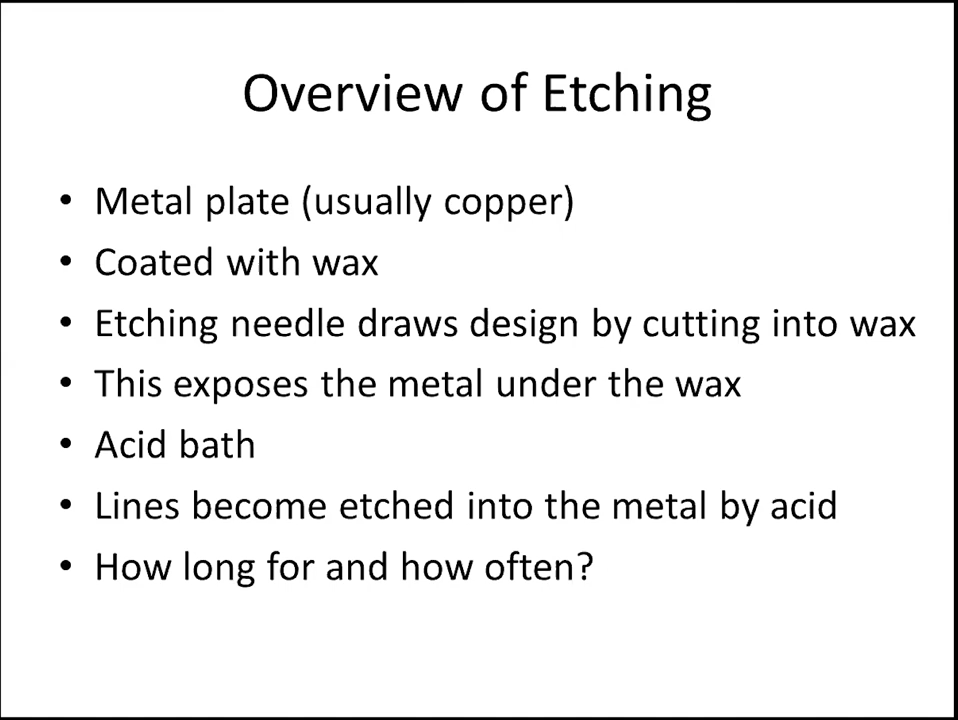 Overview of Etching
• Metal plate (usually copper)
• Coated with wax
• Etching needle draws design by cutting into wax
• This exposes the metal under the wax
• Acid bath
• Lines become etched into the metal by acid
• How long for and how often?